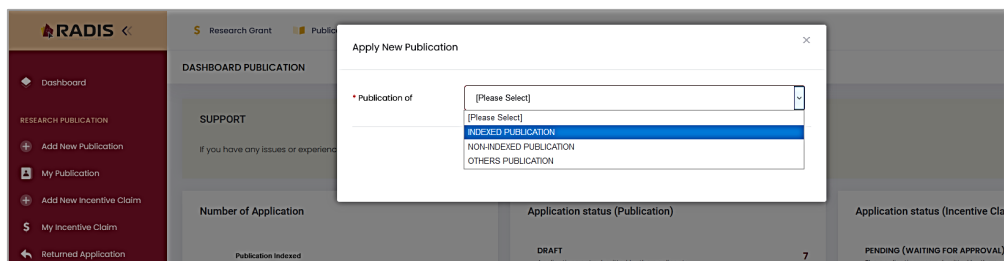 RADIS
Research Grant
Public
Apply New Publication
DASHBOARD PUBLICATION
* Publication of
[Please Select]
[Please Select]
INDEXED PUBLICATION
NON-INDEXED PUBLICATION
OTHERS PUBLICATION
Dashboard
RESEARCH PUBLICATION
Add New Publication
My Publication
Add New Incentive Claim
My Incentive Claim
Returned Application
SUPPORT
If you have any issues or experienc
Number of Application
Publication Indexed
Application status (Publication)
DRAFT
7
Application status (Incentive Cla
PENDING (WAITING FOR APPROVAL)